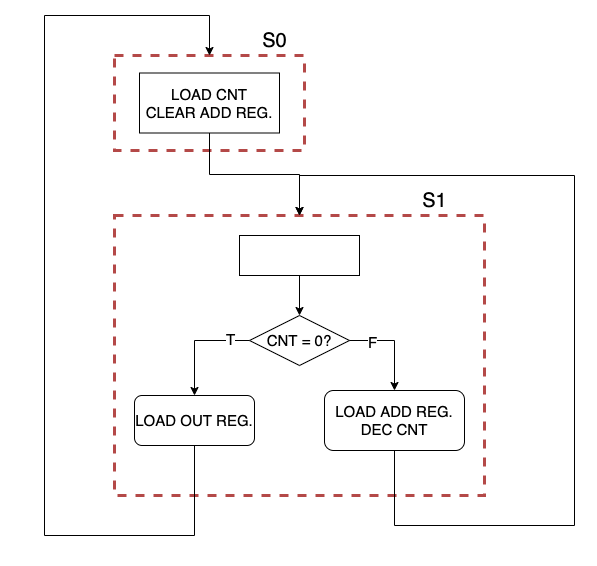 S0
LOAD CNT
CLEAR ADD REG.
S1
CNT = 0?
T
F
LOAD OUT REG.
LOAD ADD REG.
DEC CNT